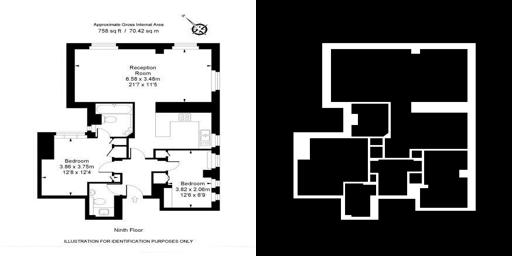 Approximate Gross Internal Area
758 sq ft / 70.42 sq m
Reception
Room
6.58 x 3.48m
21'7 x 11'5
Bedroom
3.86 x 3.75m
12'8 x 12'4
Bedroom
3.82 x 2.06m
12'6 x 6'9
Ninth Floor
ILLUSTRATION FOR IDENTIFICATION PURPOSES ONLY